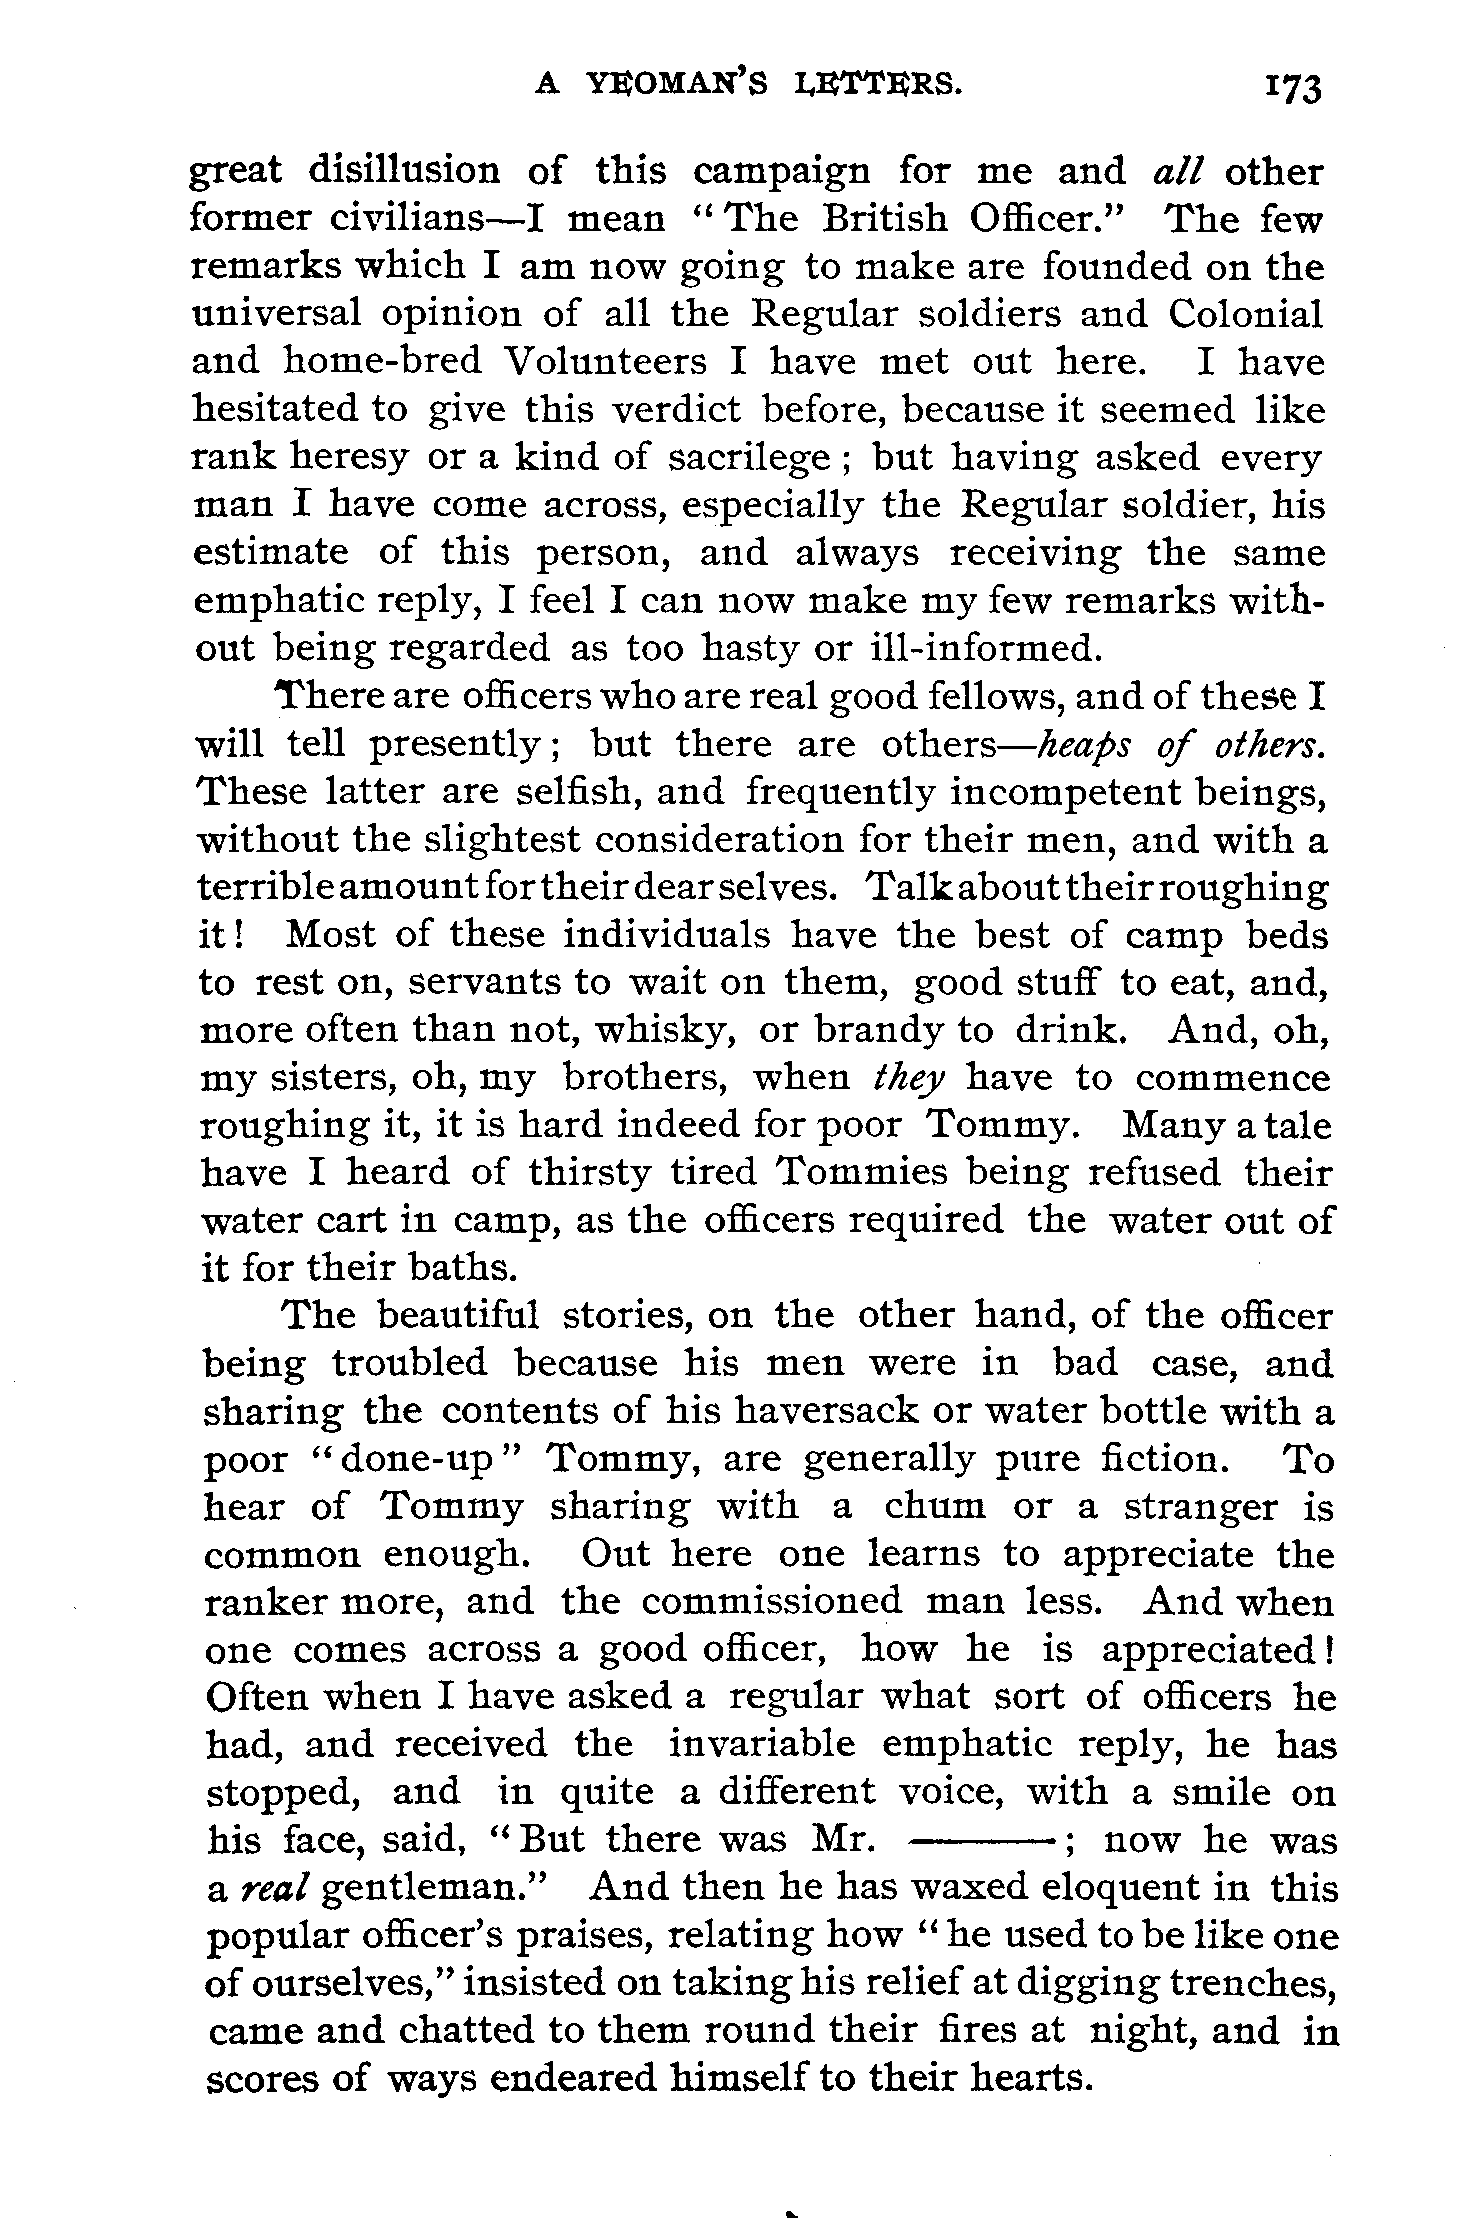 A YEOMAN'S LETTERS. 173
great disillusion of this campaign for me and all other
former civilians—I mean "The British Officer." The few
remarks which I am now going to make are founded on the
universal opinion of all the Regular soldiers and Colonial
and home-bred Volunteers I have met out here. I have
hesitated to give this verdict before, because it seemed like
rank heresy or a kind of sacrilege; but having asked every
man I have come across, especially the Regular soldier, his
estimate of this person, and always receiving the same
emphatic reply, I feel I can now make my few remarks with-
out being regarded as too hasty or ill-informed.
There are officers who are real good fellows, and of these I
will tell presently; but there are others—heaps of others.
These latter are selfish, and frequently incompetent beings,
without the slightest consideration for their men, and with a
terrible amount for their dear selves. Talk about their roughing
it! Most of these individuals have the best of camp beds
to rest on, servants to wait on them, good stuff to eat, and,
more often than not, whisky, or brandy to drink. And, oh,
my sisters, oh, my brothers, when they have to commence
roughing it, it is hard indeed for poor Tommy. Many a tale
have I heard of thirsty tired Tommies being refused their
water cart in camp, as the officers required the water out of
it for their baths.
The beautiful stories, on the other hand, of the officer
being troubled because his men were in bad case, and
sharing the contents of his haversack or water bottle with a
poor "done-up" Tommy, are generally pure fiction. To
hear of Tommy sharing with a chum or a stranger is
common enough. Out here one learns to appreciate the
ranker more, and the commissioned man less. And when
one comes across a good officer, how he is appreciated!
Often when I have asked a regular what sort of officers he
had, and received the invariable emphatic reply, he has
stopped, and in quite a different voice, with a smile on
his face, said, "But there was Mr. ———; now he was
a real gentleman." And then he has waxed eloquent in this
popular officer's praises, relating how "he used to be like one
of ourselves," insisted on taking his relief at digging trenches,
came and chatted to them round their fires at night, and in
scores of ways endeared himself to their hearts.